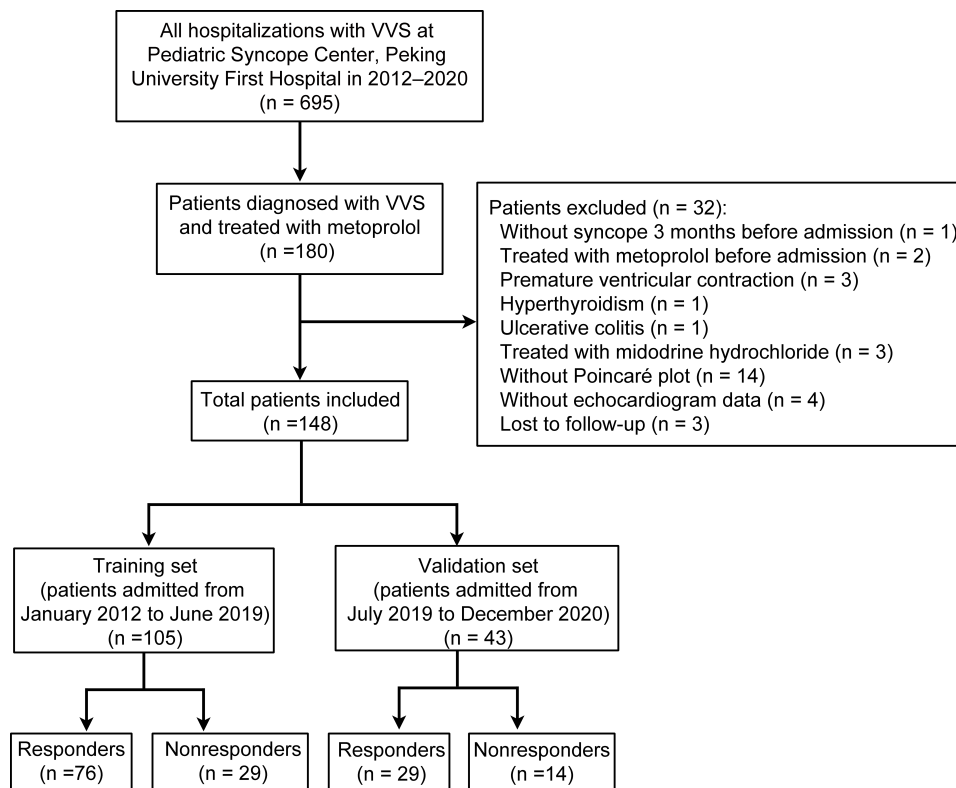 All hospitalizations with VVS at
Pediatric Syncope Center, Peking
University First Hospital in 2012–2020
(n = 695)
Patients diagnosed with VVS
and treated with metoprolol
(n =180)
Patients excluded (n = 32):
Without syncope 3 months before admission (n = 1)
Treated with metoprolol before admission (n = 2)
Premature ventricular contraction (n = 3)
Hyperthyroidism (n = 1)
Ulcerative colitis (n = 1)
Treated with midodrine hydrochloride (n = 3)
Without Poincaré plot (n = 14)
Without echocardiogram data (n = 4)
Lost to follow-up (n = 3)
Total patients included
(n =148)
Training set
(patients admitted from
January 2012 to June 2019)
(n =105)
Validation set
(patients admitted from
July 2019 to December 2020)
(n = 43)
Responders
(n =76)
Nonresponders
(n = 29)
Responders
(n = 29)
Nonresponders
(n =14)